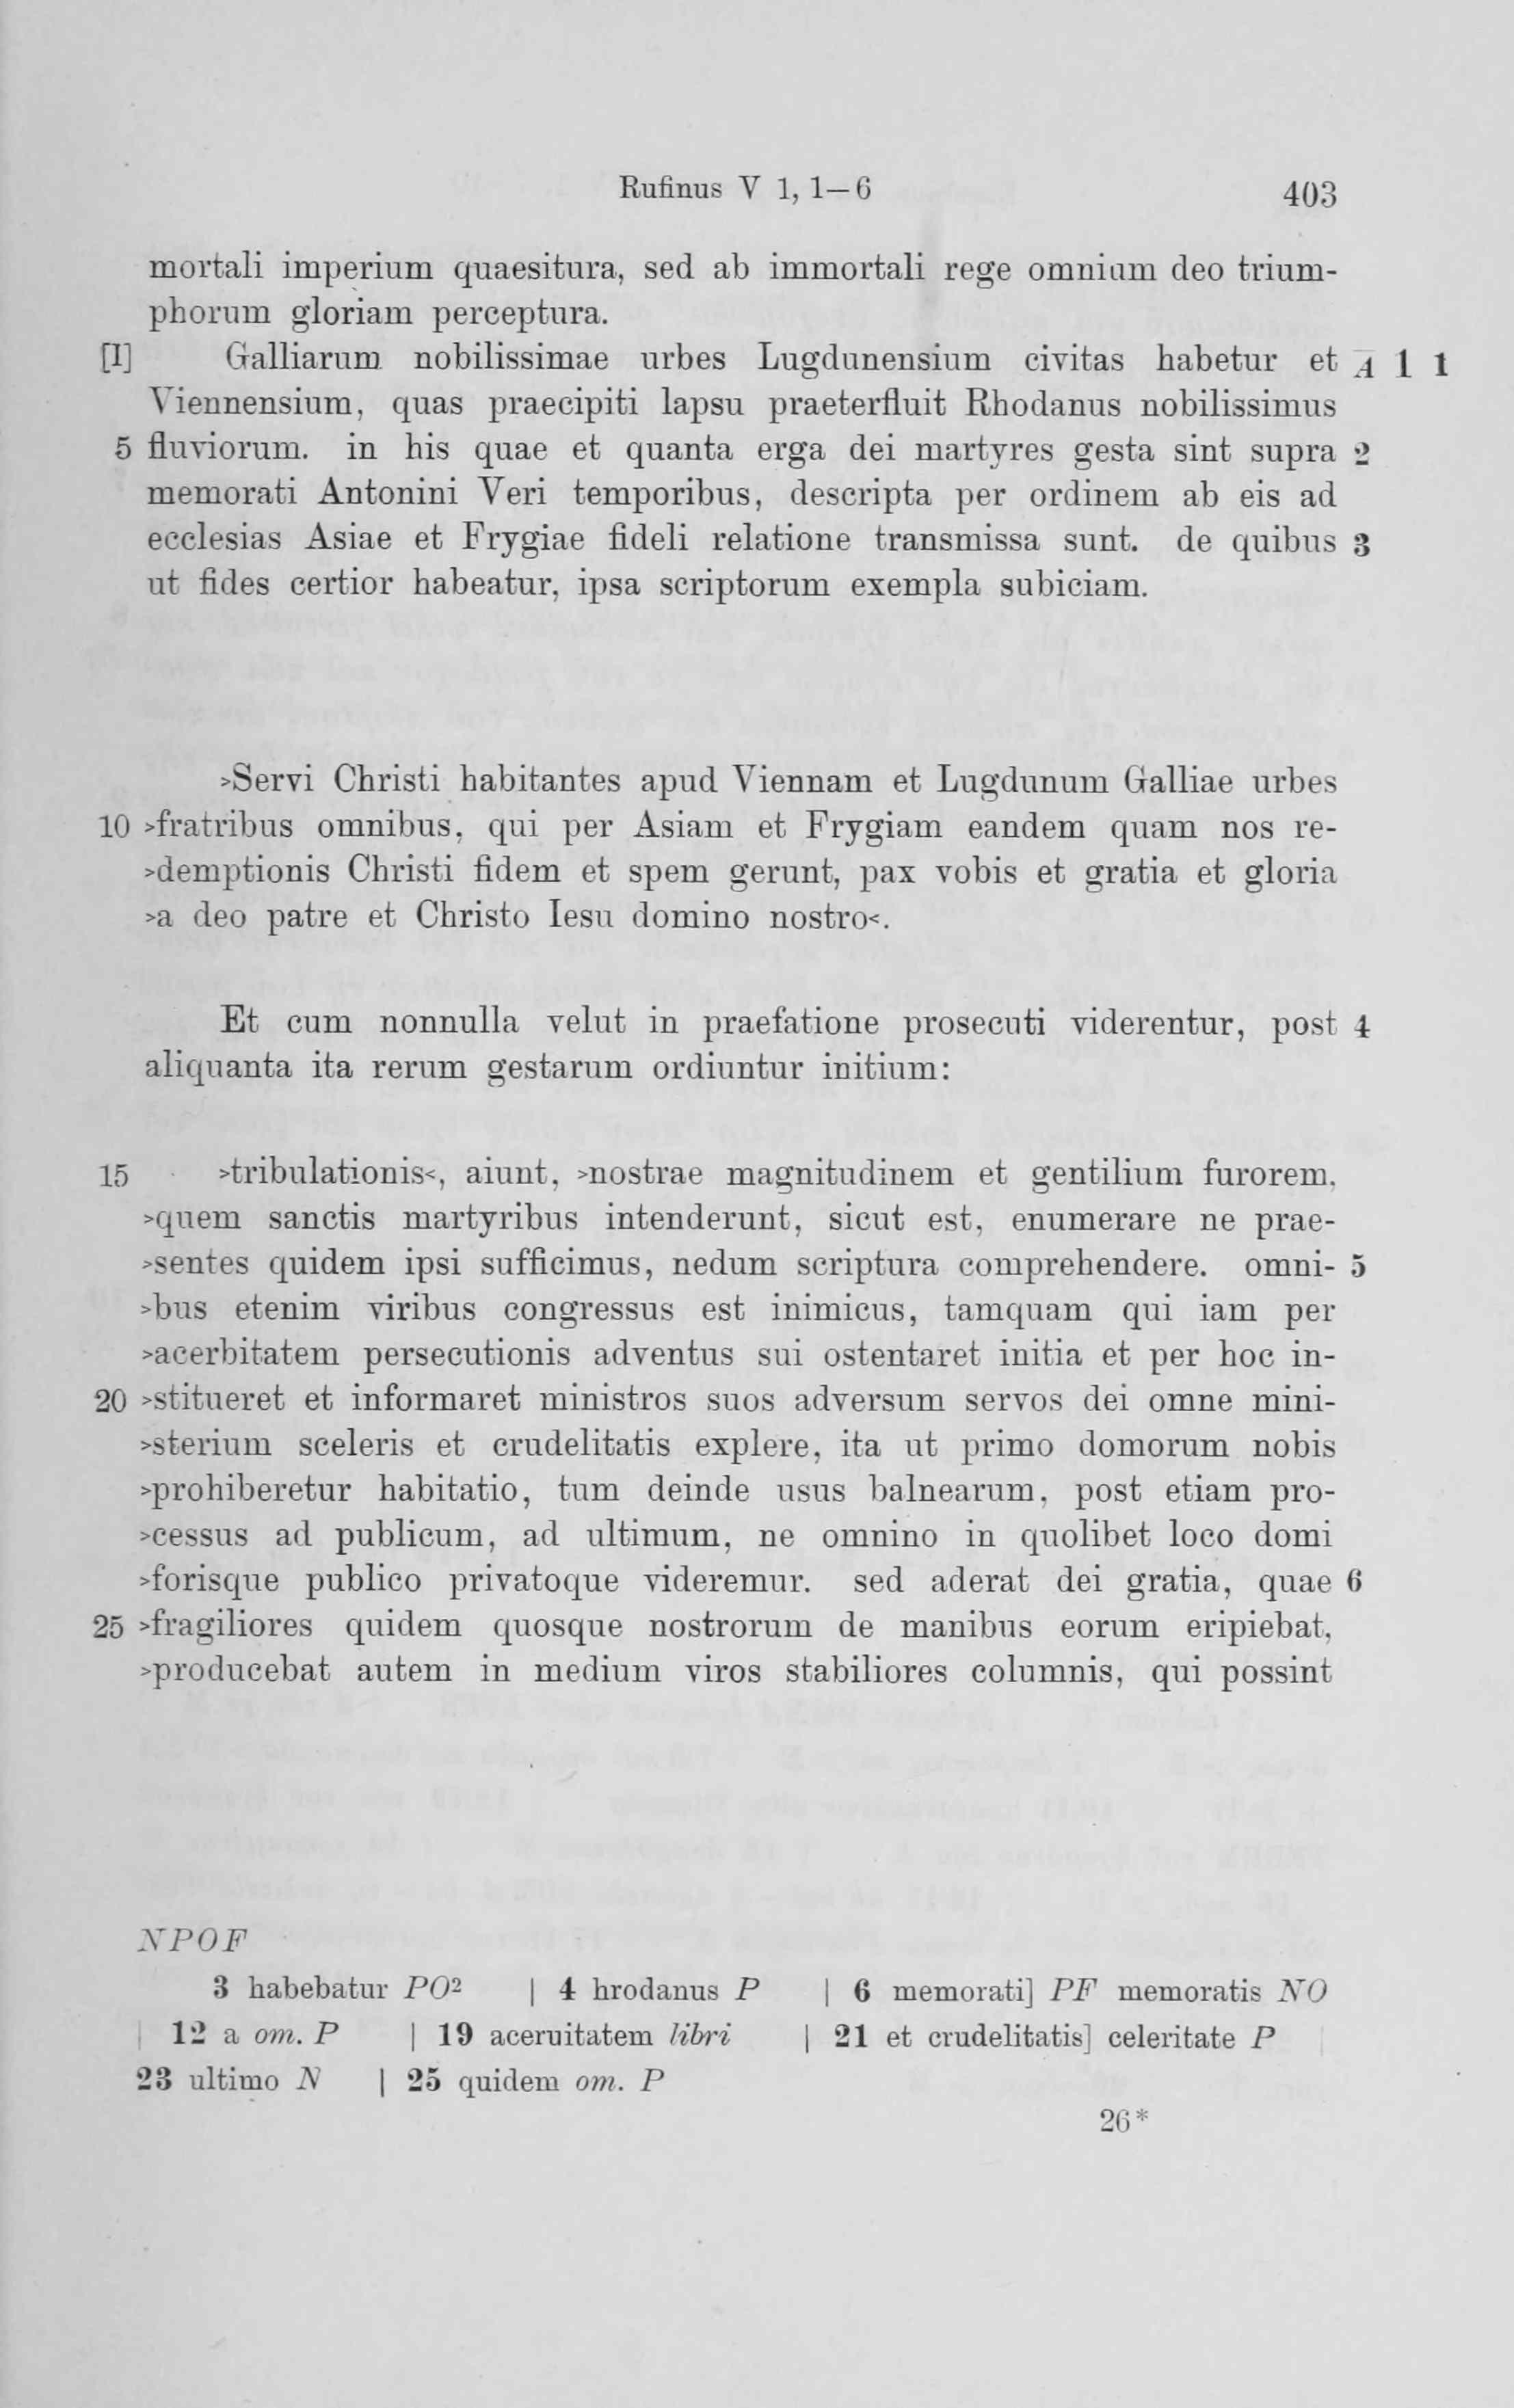 Rufinus V 1, 1—6 403
mortali imperium quaesitura, sed ab immortali rege omnium deo trium-
phorum gloriam perceptura.
[I] Galliarum nobilissimae urbes Lugdunensium civitas habetur et A 1 1
Viennensium, quas praecipiti lapsu praeterfluit Rhodanus nobilissimus
5 fluviorum. in his quae et quanta erga dei martyres gesta sint supra 2
memorati Antonini Veri temporibus, descripta per ordinem ab eis ad
ecclesias Asiae et Frygiae fideli relatione transmissa sunt. de quibus 3
ut fides certior habeatur, ipsa scriptorum exempla subiciam.
>Servi Christi habitantes apud Viennam et Lugdunum Galliae urbes
10 >fratribus omnibus, qui per Asiam et Frygiam eandem quam nos re-
>demptionis Christi fidem et spem gerunt, pax vobis et gratia et gloria
>a deo patre et Christo Iesu domino nostro<.
Et cum nonnulla velut in praefatione prosecuti viderentur, post 4
aliquanta ita rerum gestarum ordiuntur initium:
15 >tribulationis<, aiunt, >nostrae magnitudinem et gentilium furorem,
>quem sanctis martyribus intenderunt, sicut est, enumerare ne prae-
>sentes quidem ipsi sufficimus, nedum scriptura comprehendere. omni- 5
>bus etenim viribus congressus est inimicus, tamquam qui iam per
>acerbitatem persecutionis adventus sui ostentaret initia et per hoc in-
20 >stitueret et informaret ministros suos adversum servos dei omne mini-
>sterium sceleris et crudelitatis explere, ita ut primo domorum nobis
>prohiberetur habitatio, tum deinde usus balnearum, post etiam pro-
>cessus ad publicum, ad ultimum, ne omnino in quolibet loco domi
>forisque publico privatoque videremur. sed aderat dei gratia, quae 6
25 >fragiliores quidem quosque nostrorum de manibus eorum eripiebat,
>producebat autem in medium viros stabiliores columnis, qui possint
NPOF
3 habebatur PO² | 4 hrodanus P | 6 memorati] PF memoratis NO
| 12 a om. P | 19 aceruitatem libri | 21 et crudelitatis] celeritate P |
23 ultimo N | 25 quidem om. P
26*